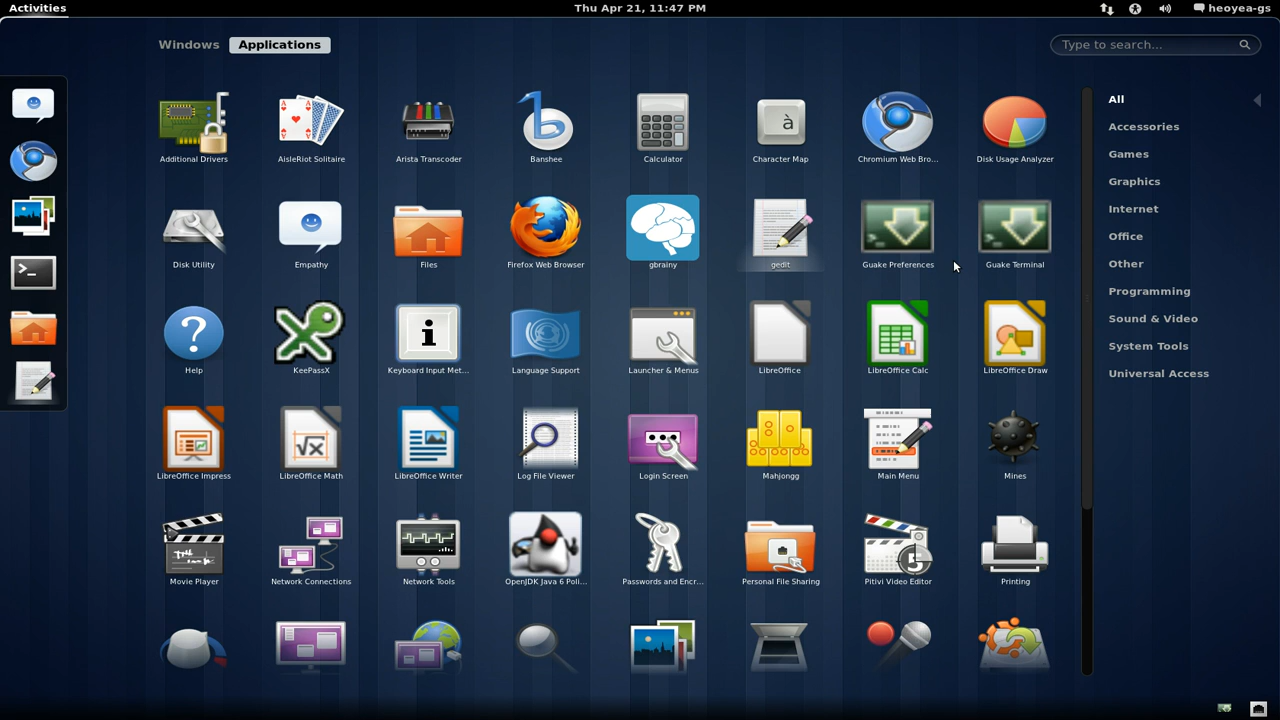 Activities
Thu Apr 21, 11:47 PM
heoyea-gs
Windows
Applications
Type to search...
All
Accessories
Games
Graphics
Internet
Office
Other
Programming
Sound & Video
System Tools
Universal Access
Additional Drivers
AisleRiot Solitaire
Arista Transcoder
Banshee
Calculator
à
Character Map
Chromium Web Bro...
Disk Usage Analyzer
Disk Utility
Empathy
Files
Firefox Web Browser
gbrainy
gedit
Guake Preferences
Guake Terminal
Help
KeePassX
Keyboard Input Met...
Language Support
Launcher & Menus
LibreOffice
LibreOffice Calc
LibreOffice Draw
LibreOffice Impress
LibreOffice Math
LibreOffice Writer
Log File Viewer
Login Screen
Mahjongg
Main Menu
Mines
Movie Player
Network Connections
Network Tools
OpenJDK Java 6 Poli...
Passwords and Encr...
Personal File Sharing
Pitivi Video Editor
Printing